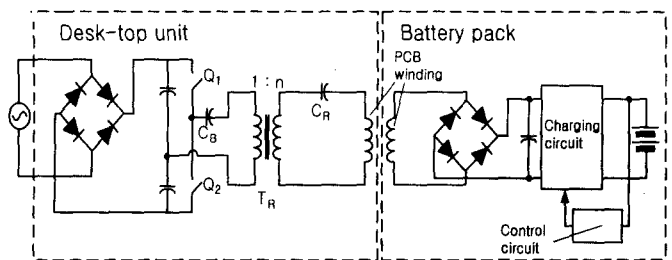 Desk-top unit
Battery pack
Q1
1 : n
CR
PCB
winding
CB
Charging
circuit
Q2
TR
Control
circuit